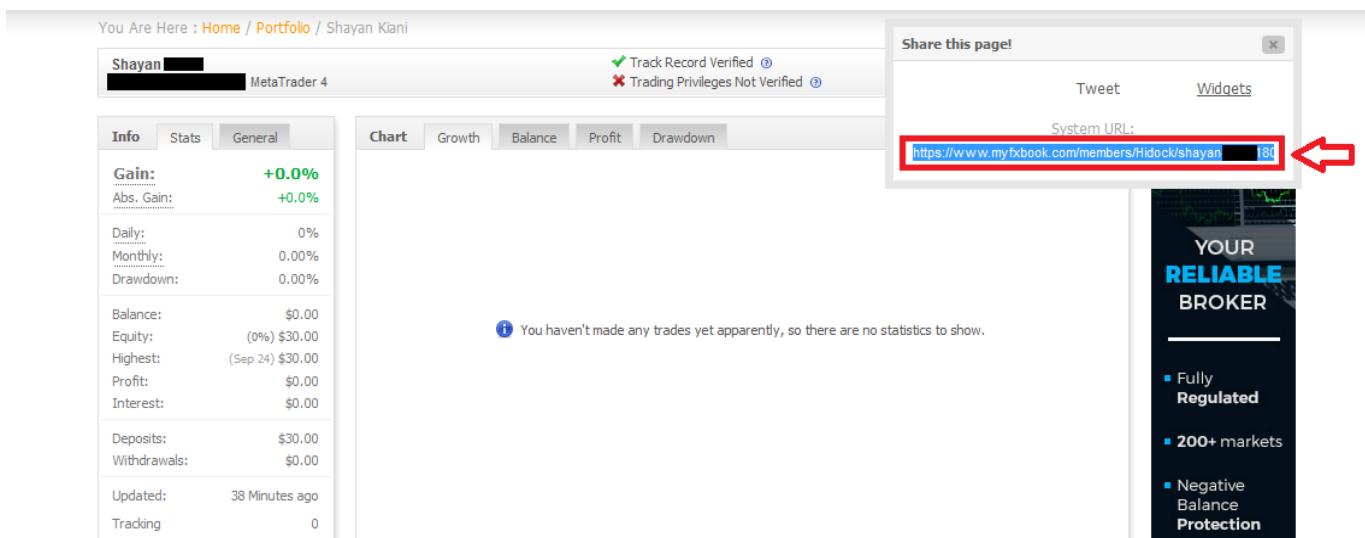 You Are Here : Home / Portfolio / Shayan Kiani
Shayan
MetaTrader 4
Track Record Verified
Trading Privileges Not Verified
Share this page!
Tweet Widgets
System URL:
https://www.myfxbook.com/members/Hidock/shayan 180
Info Stats General
Gain: +0.0%
Abs. Gain: +0.0%
Daily: 0%
Monthly: 0.00%
Drawdown: 0.00%
Balance: $0.00
Equity: (0%) $30.00
Highest: (Sep 24) $30.00
Profit: $0.00
Interest: $0.00
Deposits: $30.00
Withdrawals: $0.00
Updated: 38 Minutes ago
Tracking 0
Chart Growth Balance Profit Drawdown
You haven't made any trades yet apparently, so there are no statistics to show.
YOUR
RELIABLE
BROKER
Fully
Regulated
200+ markets
Negative
Balance
Protection